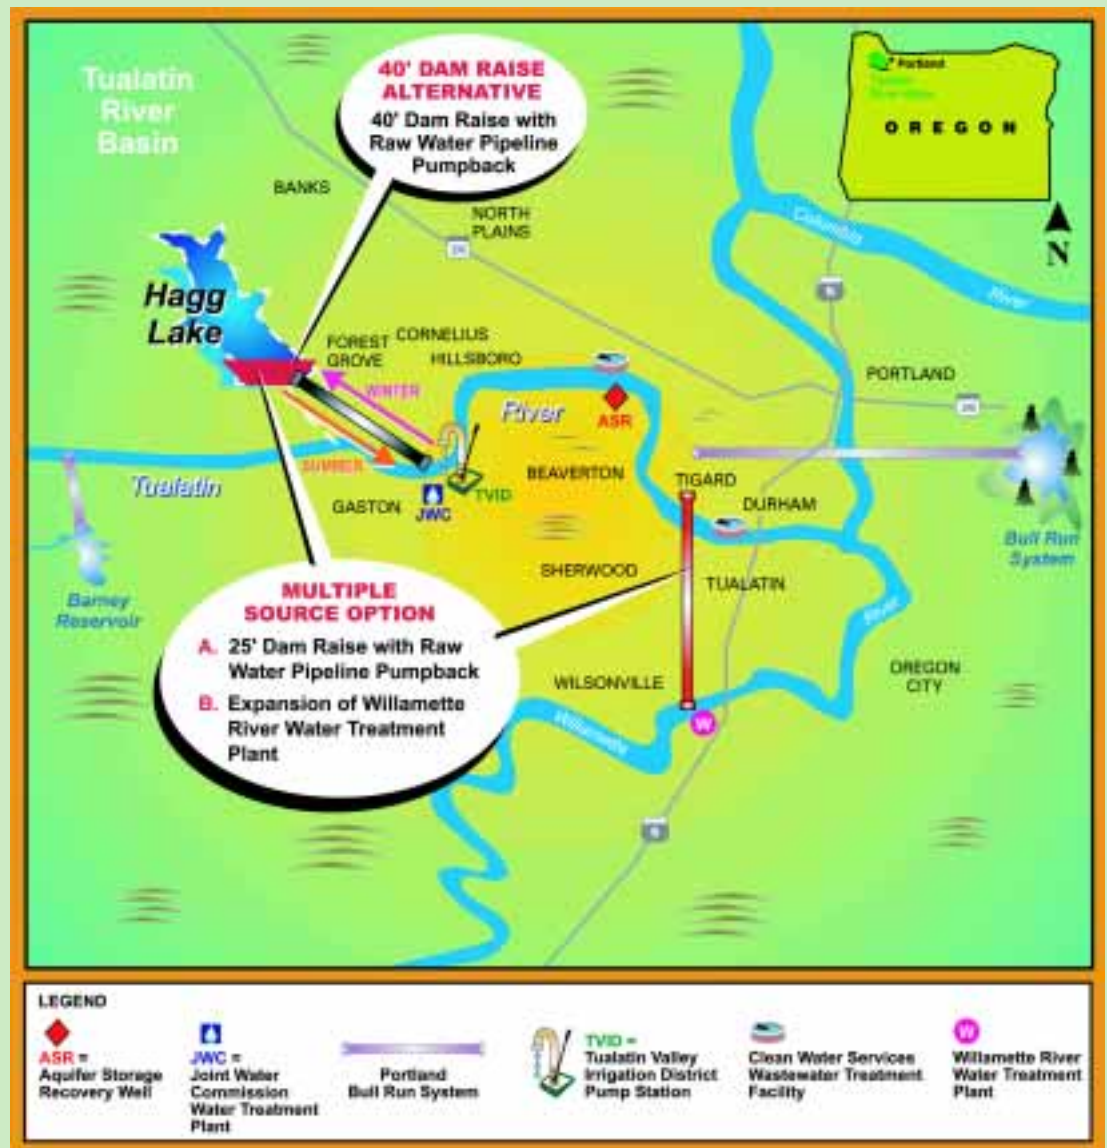 Tualatin
River
Basin
40' DAM RAISE
ALTERNATIVE
40' Dam Raise with
Raw Water Pipeline
Pumpback
Portland
OREGON
N
BANKS
NORTH
PLAINS
Columbia
River
Hagg
Lake
FOREST
GROVE
CORNELIUS
HILLSBORO
WINTER
SUMMER
River
ASR
PORTLAND
Tualatin
GASTON
JWC
TVID
BEAVERTON
TIGARD
DURHAM
Bull Run
System
Barney
Reservoir
SHERWOOD
TUALATIN
MULTIPLE
SOURCE OPTION
A. 25' Dam Raise with Raw
Water Pipeline Pumpback
B. Expansion of Willamette
River Water Treatment
Plant
WILSONVILLE
River
OREGON
CITY
Willamette
W
LEGEND
ASR =
Aquifer Storage
Recovery Well
JWC =
Joint Water
Commission
Water Treatment
Plant
Portland
Bull Run System
TVID =
Tualatin Valley
Irrigation District
Pump Station
Clean Water Services
Wastewater Treatment
Facility
W
Willamette River
Water Treatment
Plant